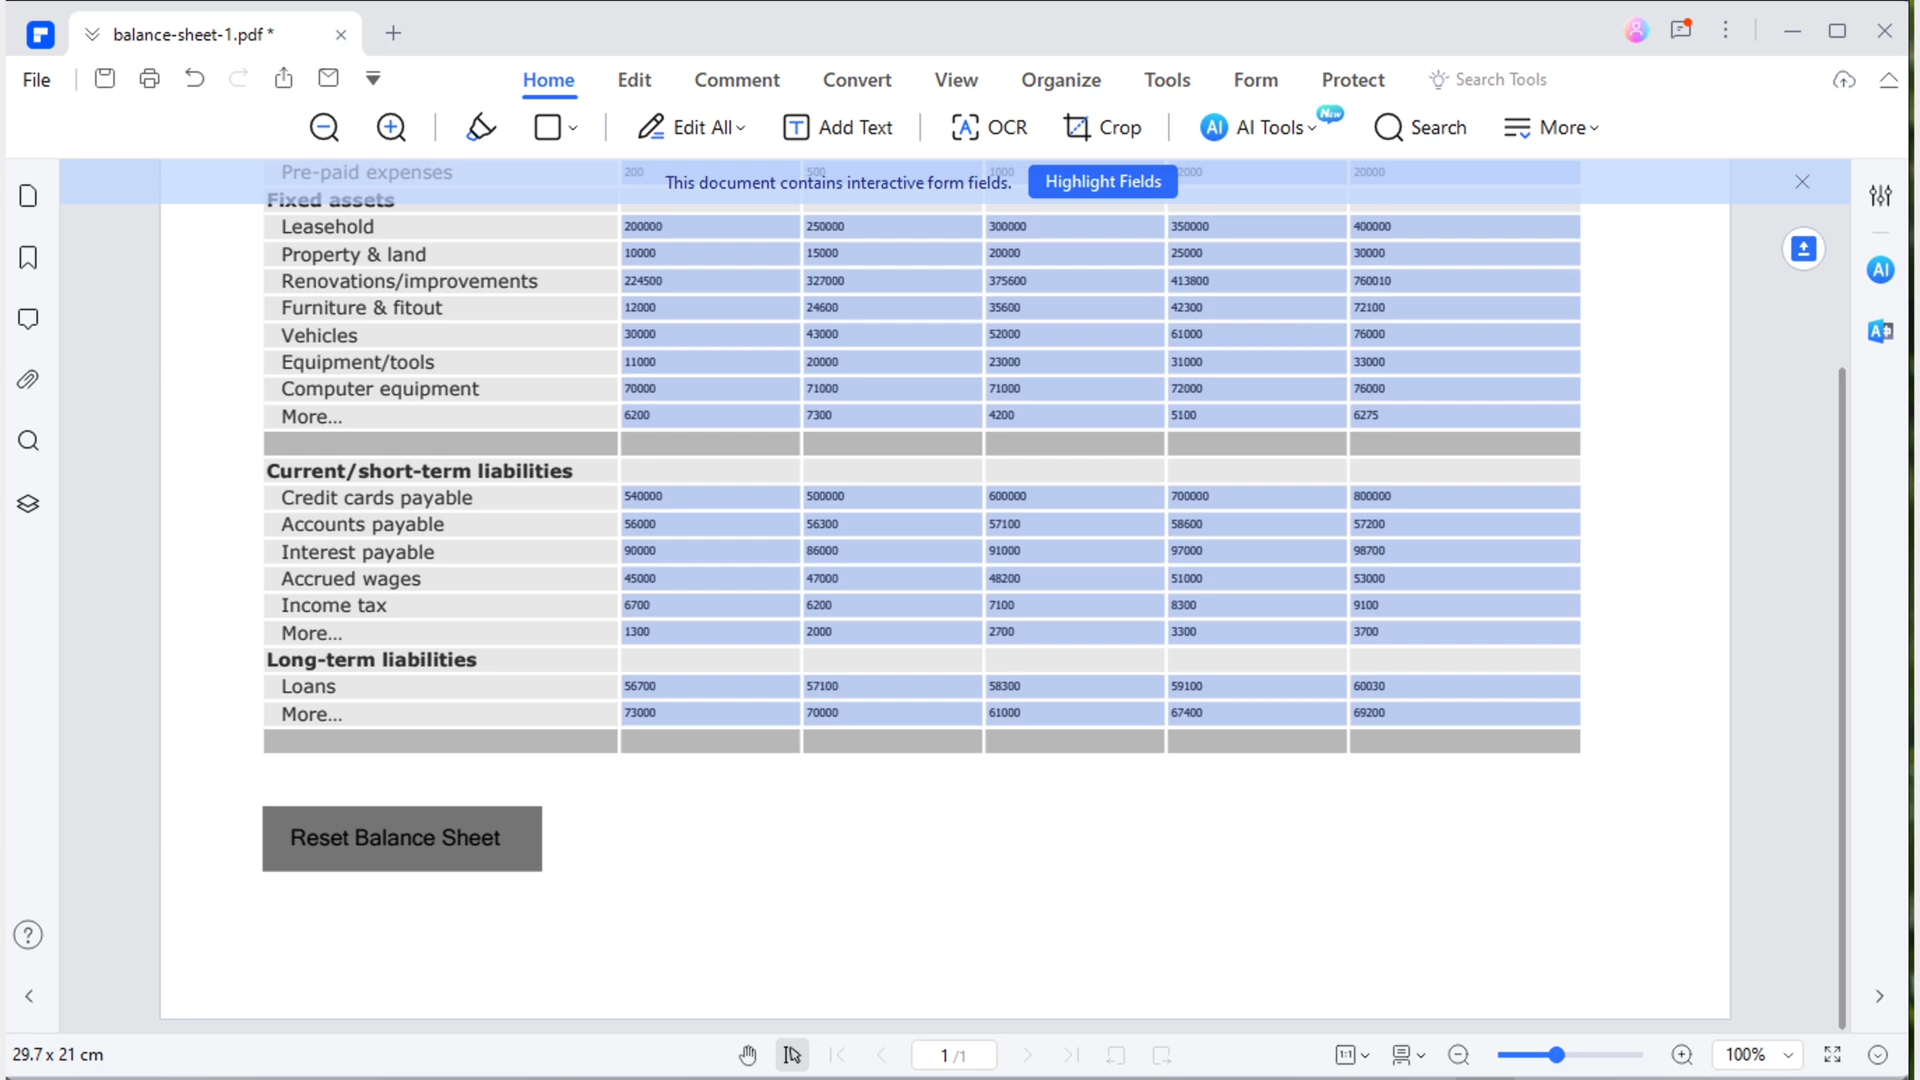 balance-sheet-1.pdf *
File
Home Edit Comment Convert View Organize Tools Form Protect Search Tools
Edit All Add Text OCR Crop AI AI Tools New Search More
Pre-paid expenses 200 500 1000 2000 20000
This document contains interactive form fields. Highlight Fields
Fixed assets
Leasehold 200000 250000 300000 350000 400000
Property & land 10000 15000 20000 25000 30000
Renovations/improvements 224500 327000 375600 413800 760010
Furniture & fitout 12000 24600 35600 42300 72100
Vehicles 30000 43000 52000 61000 76000
Equipment/tools 11000 20000 23000 31000 33000
Computer equipment 70000 71000 71000 72000 76000
More... 6200 7300 4200 5100 6275
Current/short-term liabilities
Credit cards payable 540000 500000 600000 700000 800000
Accounts payable 56000 56300 57100 58600 57200
Interest payable 90000 86000 91000 97000 98700
Accrued wages 45000 47000 48200 51000 53000
Income tax 6700 6200 7100 8300 9100
More... 1300 2000 2700 3300 3700
Long-term liabilities
Loans 56700 57100 58300 59100 60030
More... 73000 70000 61000 67400 69200
Reset Balance Sheet
29.7 x 21 cm 1 /1 1:1 100%